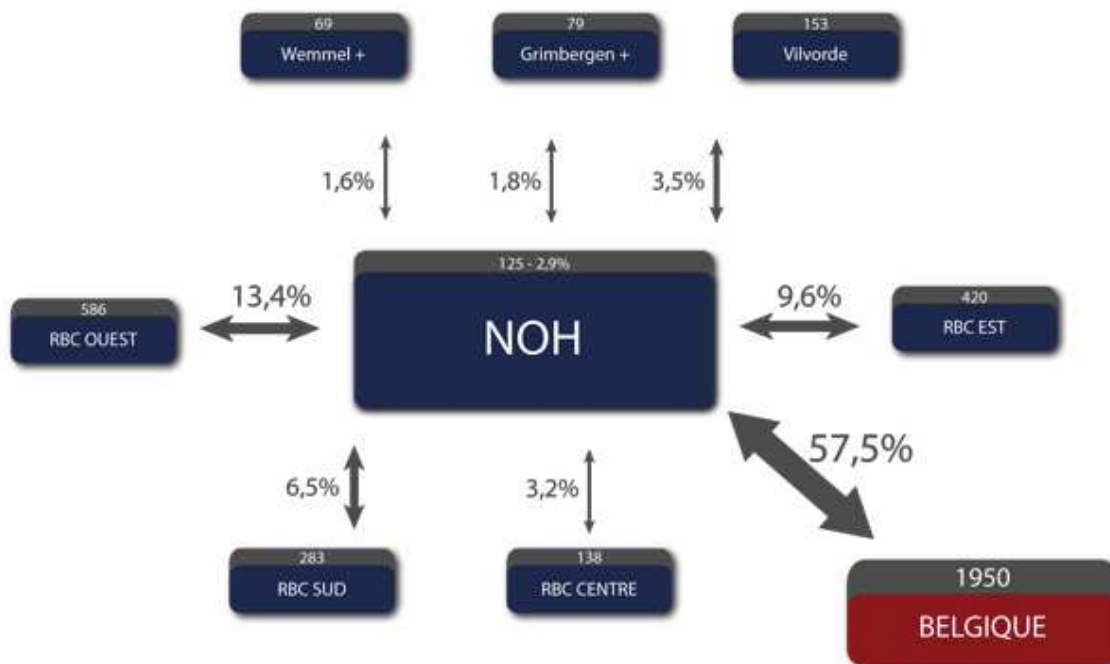 69
Wemmel +
79
Grimbergen +
153
Vilvorde
1,6%
1,8%
3,5%
125 - 2,9%
NOH
586
RBC OUEST
13,4%
9,6%
420
RBC EST
57,5%
6,5%
3,2%
283
RBC SUD
138
RBC CENTRE
1950
BELGIQUE